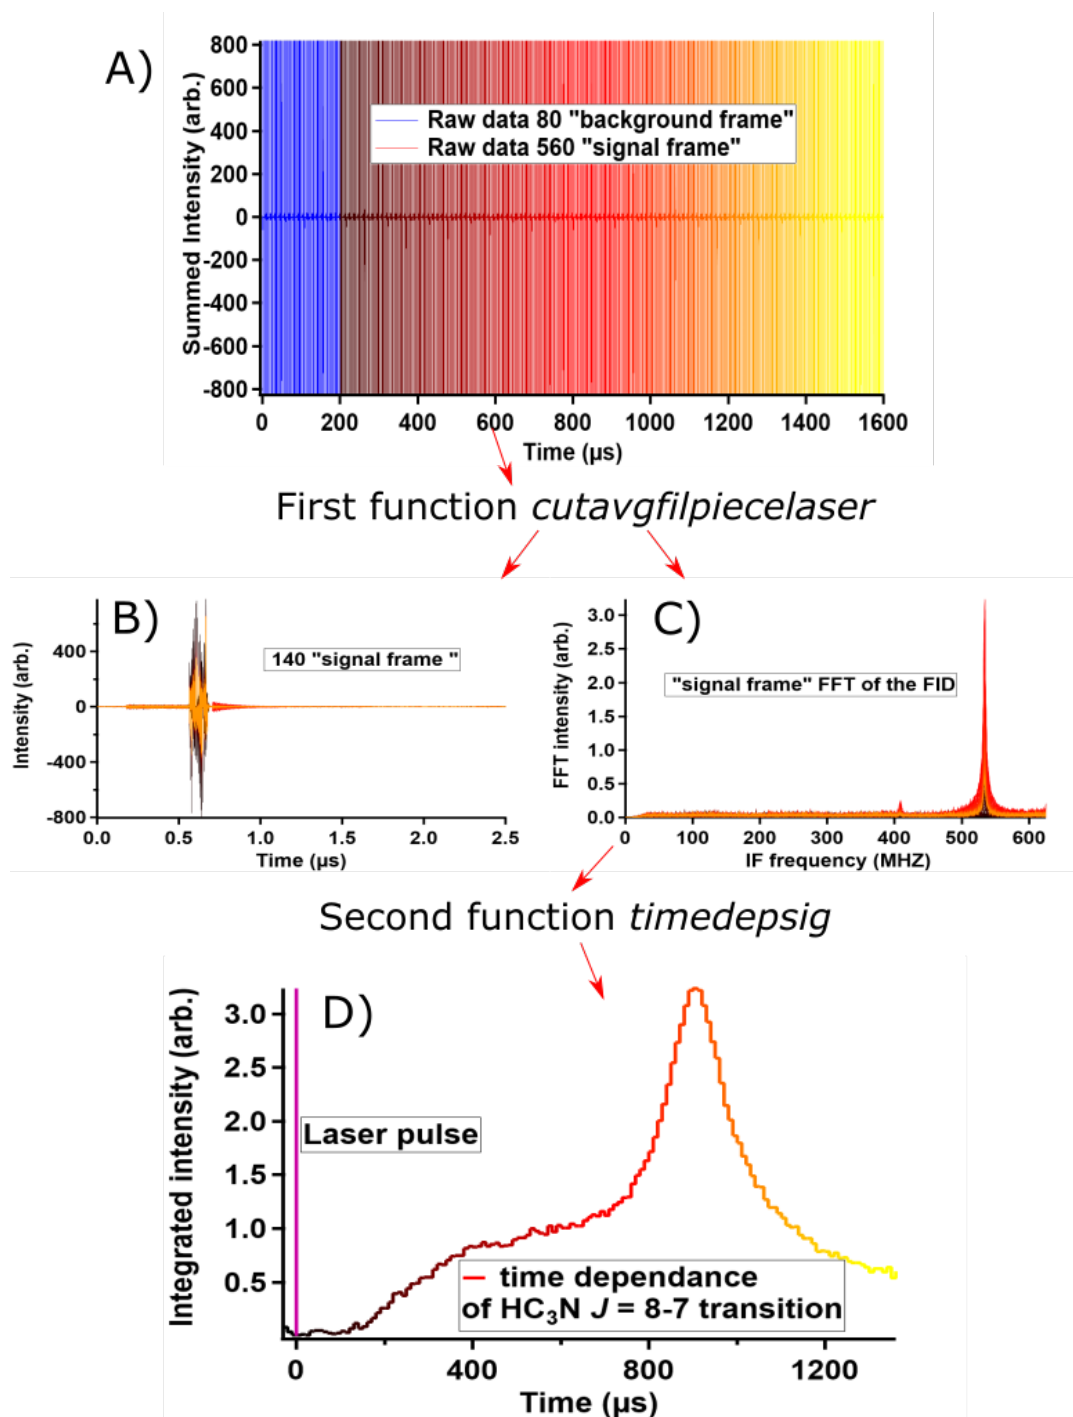 A)
Summed Intensity (arb.)
800
600
400
200
0
-200
-400
-600
-800
Raw data 80 "background frame"
Raw data 560 "signal frame"
0 200 400 600 800 1000 1200 1400 1600
Time (µs)
First function cutavgfilpiecelaser
B)
Intensity (arb.)
400
0
-400
-800
140 "signal frame "
0.0 0.5 1.0 1.5 2.0 2.5
Time (µs)
C)
FFT intensity (arb.)
3.0
2.0
1.5
1.0
0.5
0.0
"signal frame" FFT of the FID
0 100 200 300 400 500 600
IF frequency (MHZ)
Second function timedepsig
D)
Integrated intensity (arb.)
3.0
2.5
2.0
1.5
1.0
0.5
Laser pulse
time dependance
of HC₃N J = 8-7 transition
0 400 800 1200
Time (µs)